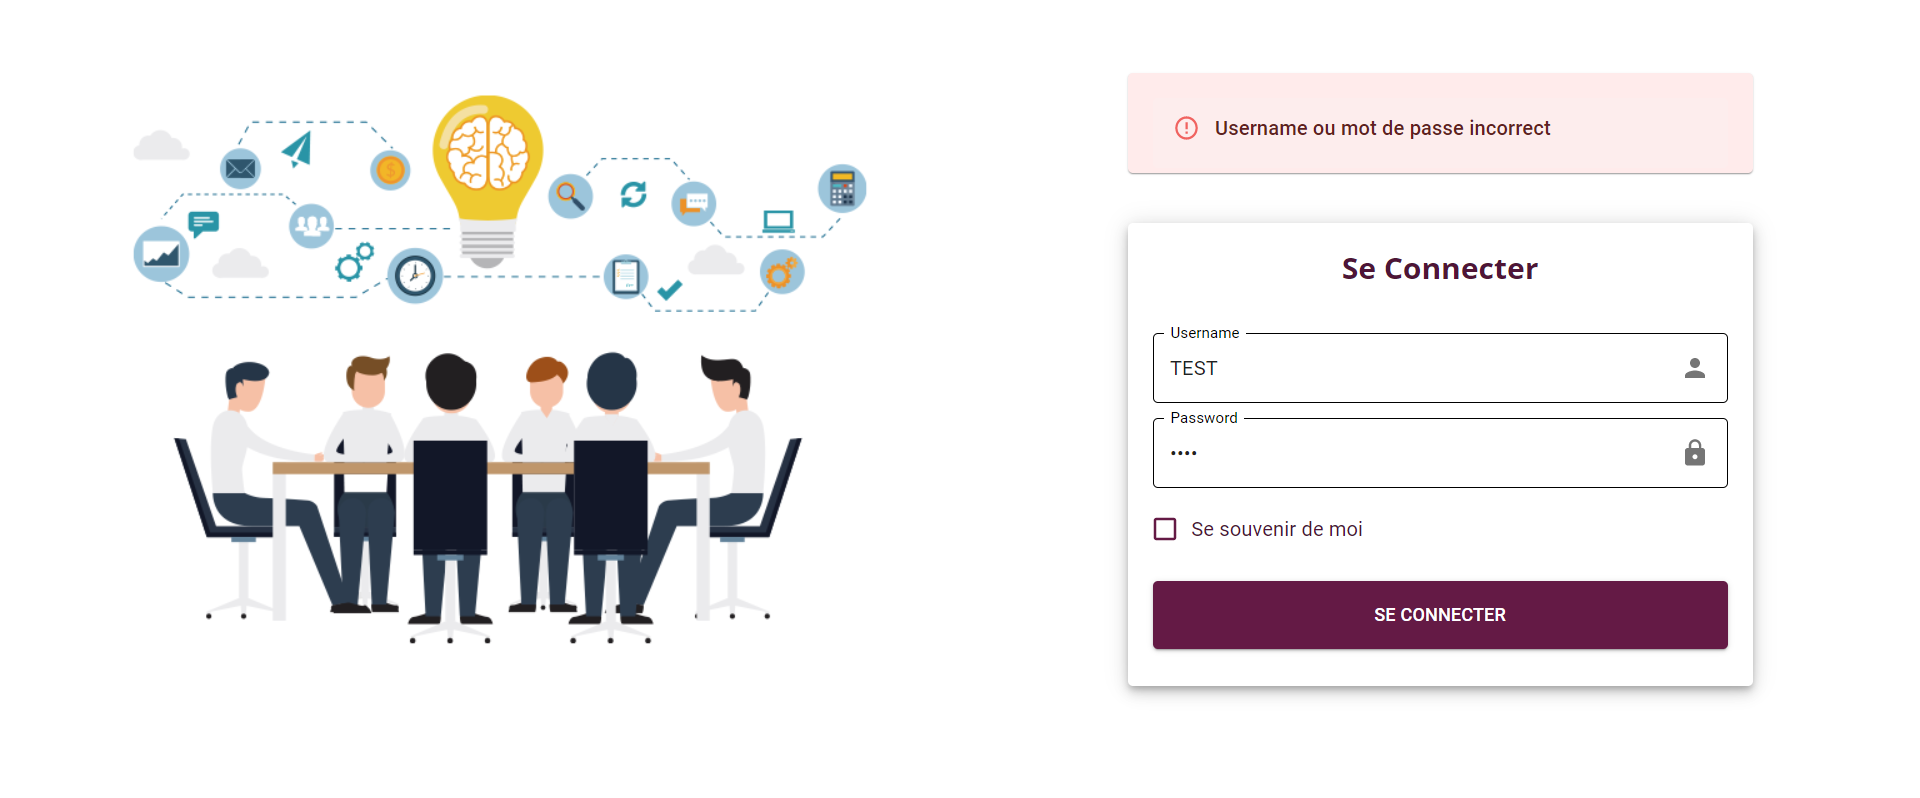 Username ou mot de passe incorrect
Se Connecter
Username
TEST
Password
••••
Se souvenir de moi
SE CONNECTER